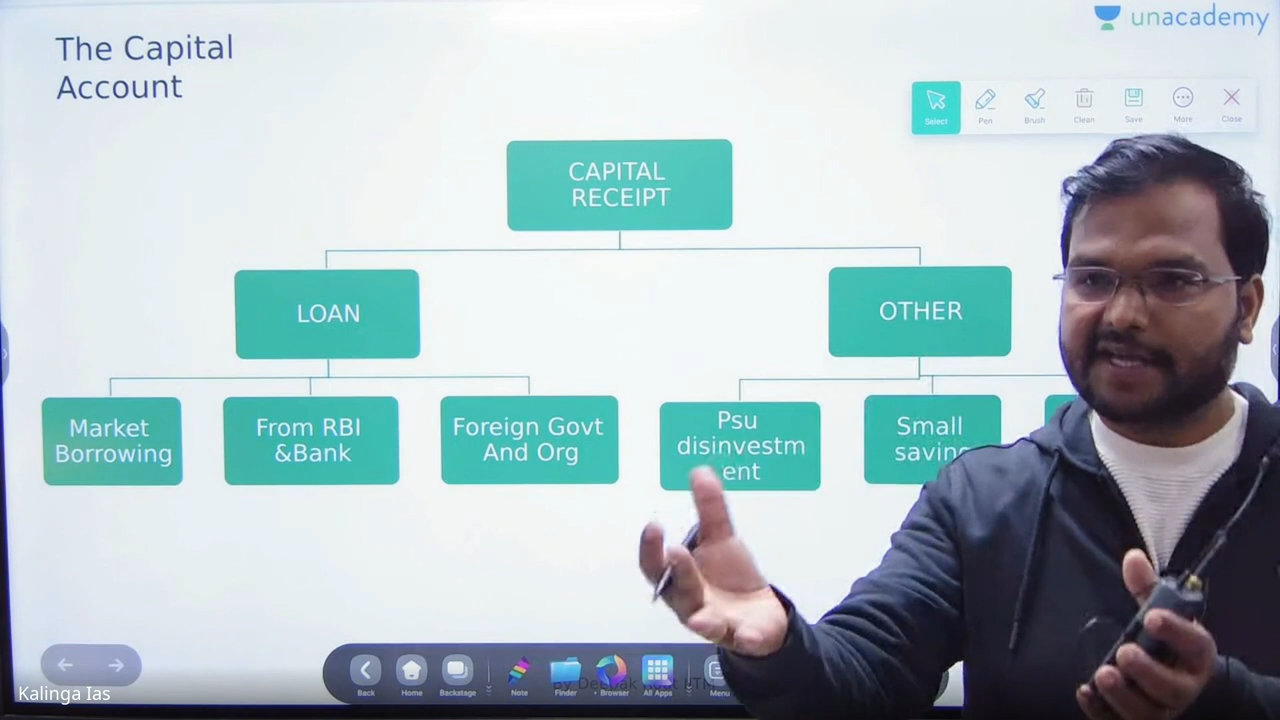 unacademy
The Capital
Account
Select
Pen
Brush
Clean
Save
More
Close
CAPITAL
RECEIPT
LOAN
OTHER
Market
Borrowing
From RBI
&Bank
Foreign Govt
And Org
Psu
disinvestm
ent
Small
saving
Back
Home
Backstage
Note
Finder
Browser
All Apps
Menu
Kalinga Ias